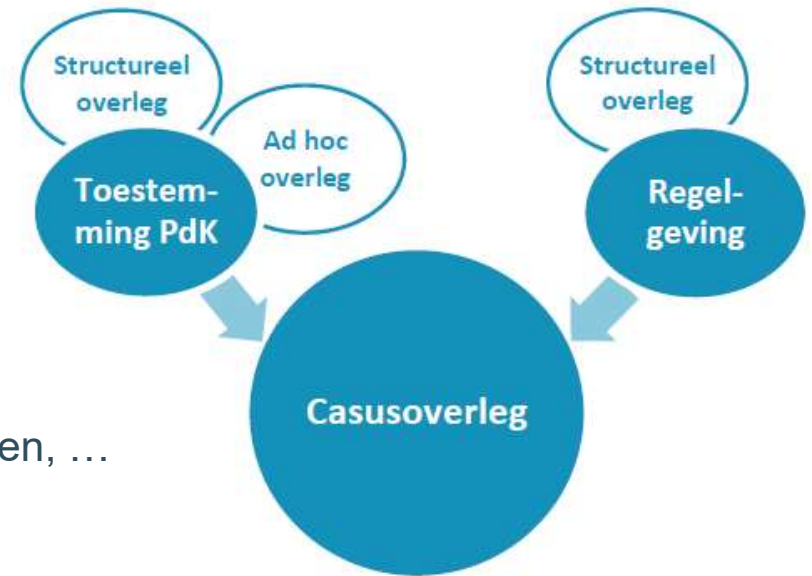 Structureel
overleg
Ad hoc
overleg
Toestem-
ming PdK
Structureel
overleg
Regel-
geving
Casusoverleg
en, …